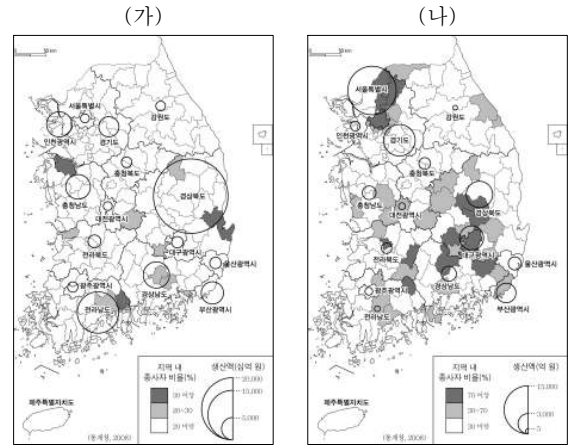 (가)
(나)
서울특별시
강원도
인천광역시
경기도
충청북도
경상북도
충청남도
대전광역시
전라북도
대구광역시
울산광역시
광주광역시
경상남도
부산광역시
전라남도
제주특별자치도
지역 내
종사자 비율(%)
30 이상
20~30
20 미만
생산액(십억 원)
20,000
15,000
5,000
(통계청, 2008)
서울특별시
강원도
인천광역시
경기도
충청북도
충청남도
경상북도
대전광역시
대구광역시
전라북도
울산광역시
경상남도
광주광역시
부산광역시
전라남도
제주특별자치도
지역 내
종사자 비율(%)
70 이상
30~70
30 미만
생산액(억 원)
15,000
3,000
5
(통계청, 2008)